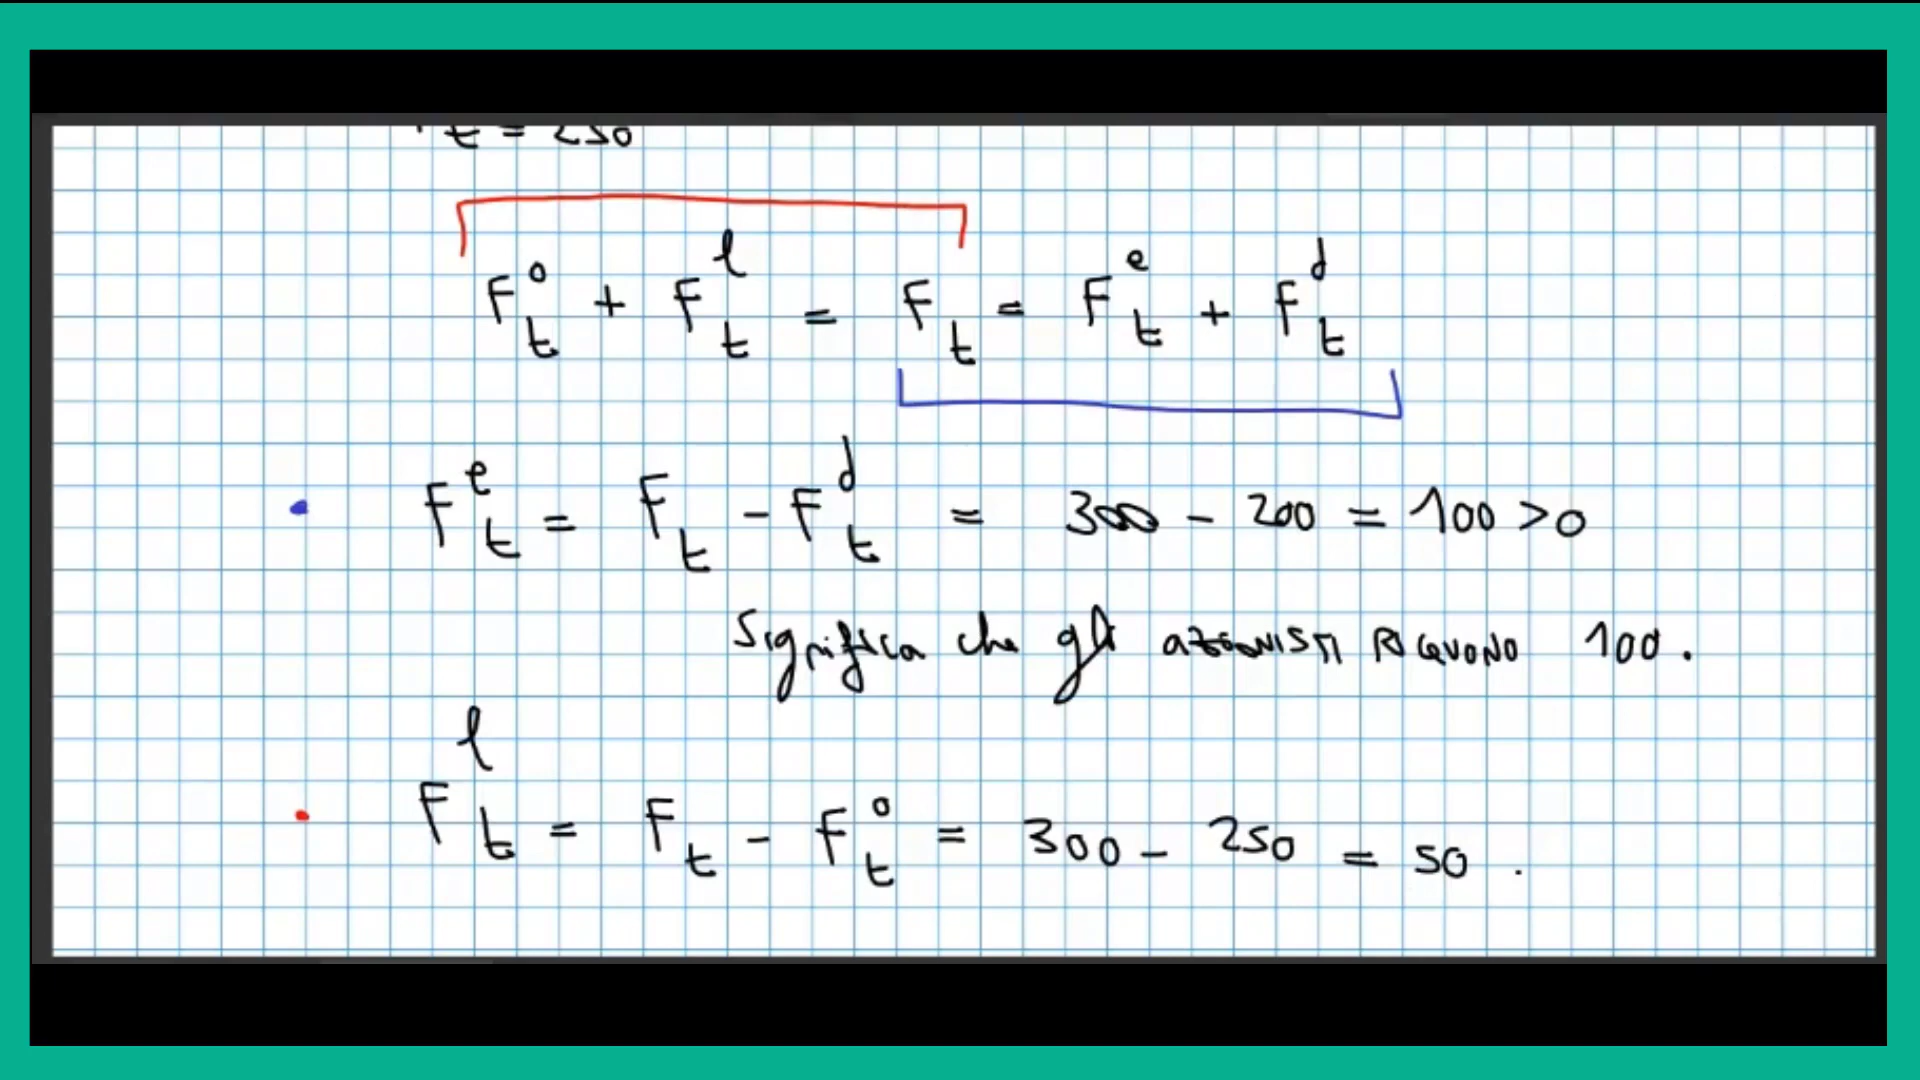 t = 250
F_t^o + F_t^l = F_t = F_t^e + F_t^d
• F_t^e = F_t - F_t^d = 300 - 200 = 100 > 0
Significa che gli azionisti ricevono 100.
• F_t^l = F_t - F_t^o = 300 - 250 = 50.